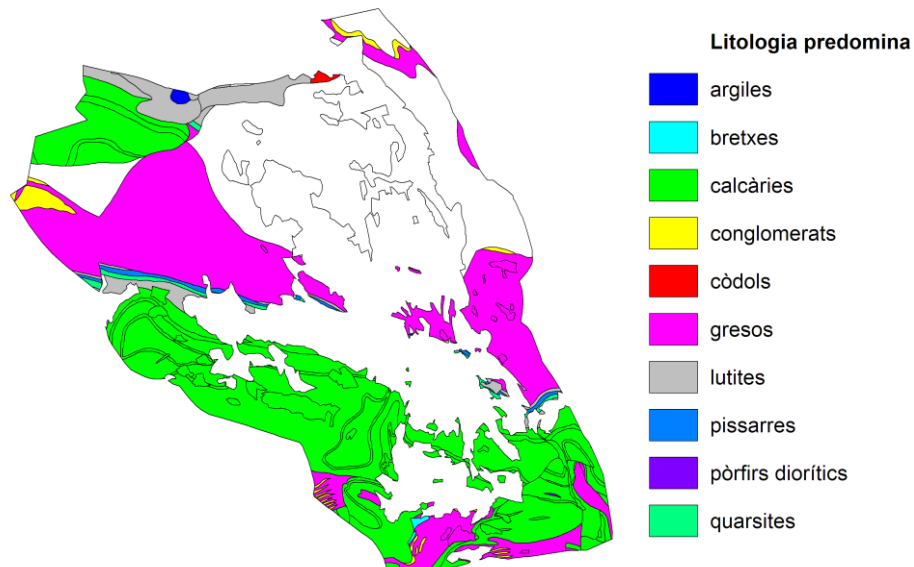 Litologia predomina
argiles
bretxes
calcàries
conglomerats
còdols
gresos
lutites
pissarres
pòrfirs diorítics
quarsites